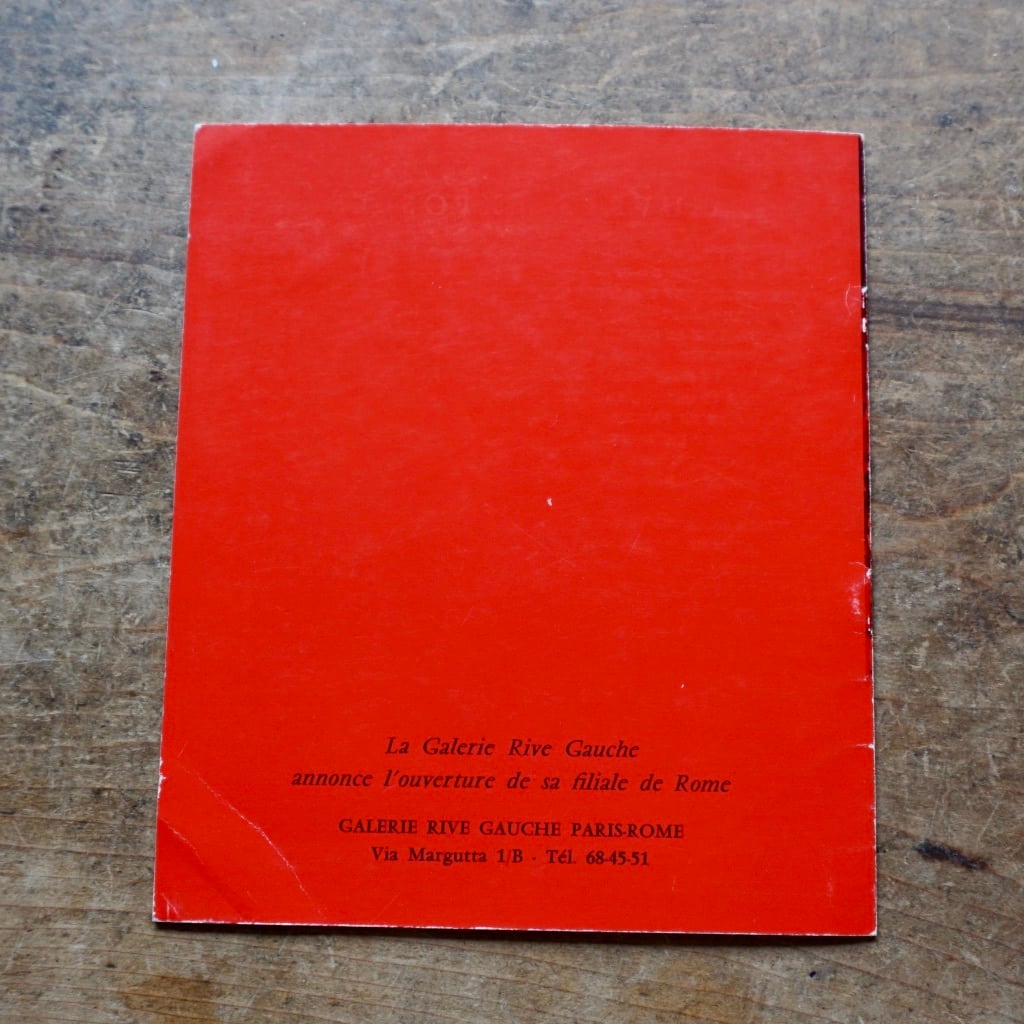 La Galerie Rive Gauche
annonce l'ouverture de sa filiale de Rome
GALERIE RIVE GAUCHE PARIS-ROME
Via Margutta 1/B - Tél. 68-45-51